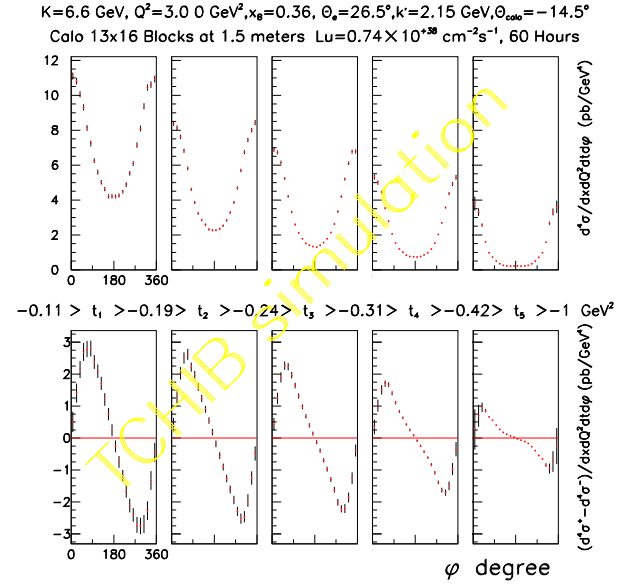 K=6.6 GeV, Q²=3.0 0 GeV²,x_B=0.36, Θ_e=26.5°,k'=2.15 GeV,Θ_calo=−14.5°
Calo 13x16 Blocks at 1.5 meters Lu=0.74×10⁺³⁸ cm⁻²s⁻¹, 60 Hours
12
10
8
6
4
2
0
0 180 360
d⁴σ/dxdQ²dtdφ (pb/GeV⁴)
−0.11 > t₁ >−0.19> t₂ >−0.24> t₃ >−0.31> t₄ >−0.42> t₅ >−1 GeV²
3
2
1
0
−1
−2
−3
0 180 360
(d⁴σ⁺−d⁴σ⁻)/dxdQ²dtdφ (pb/GeV⁴)
φ degree
TCHIB simulation